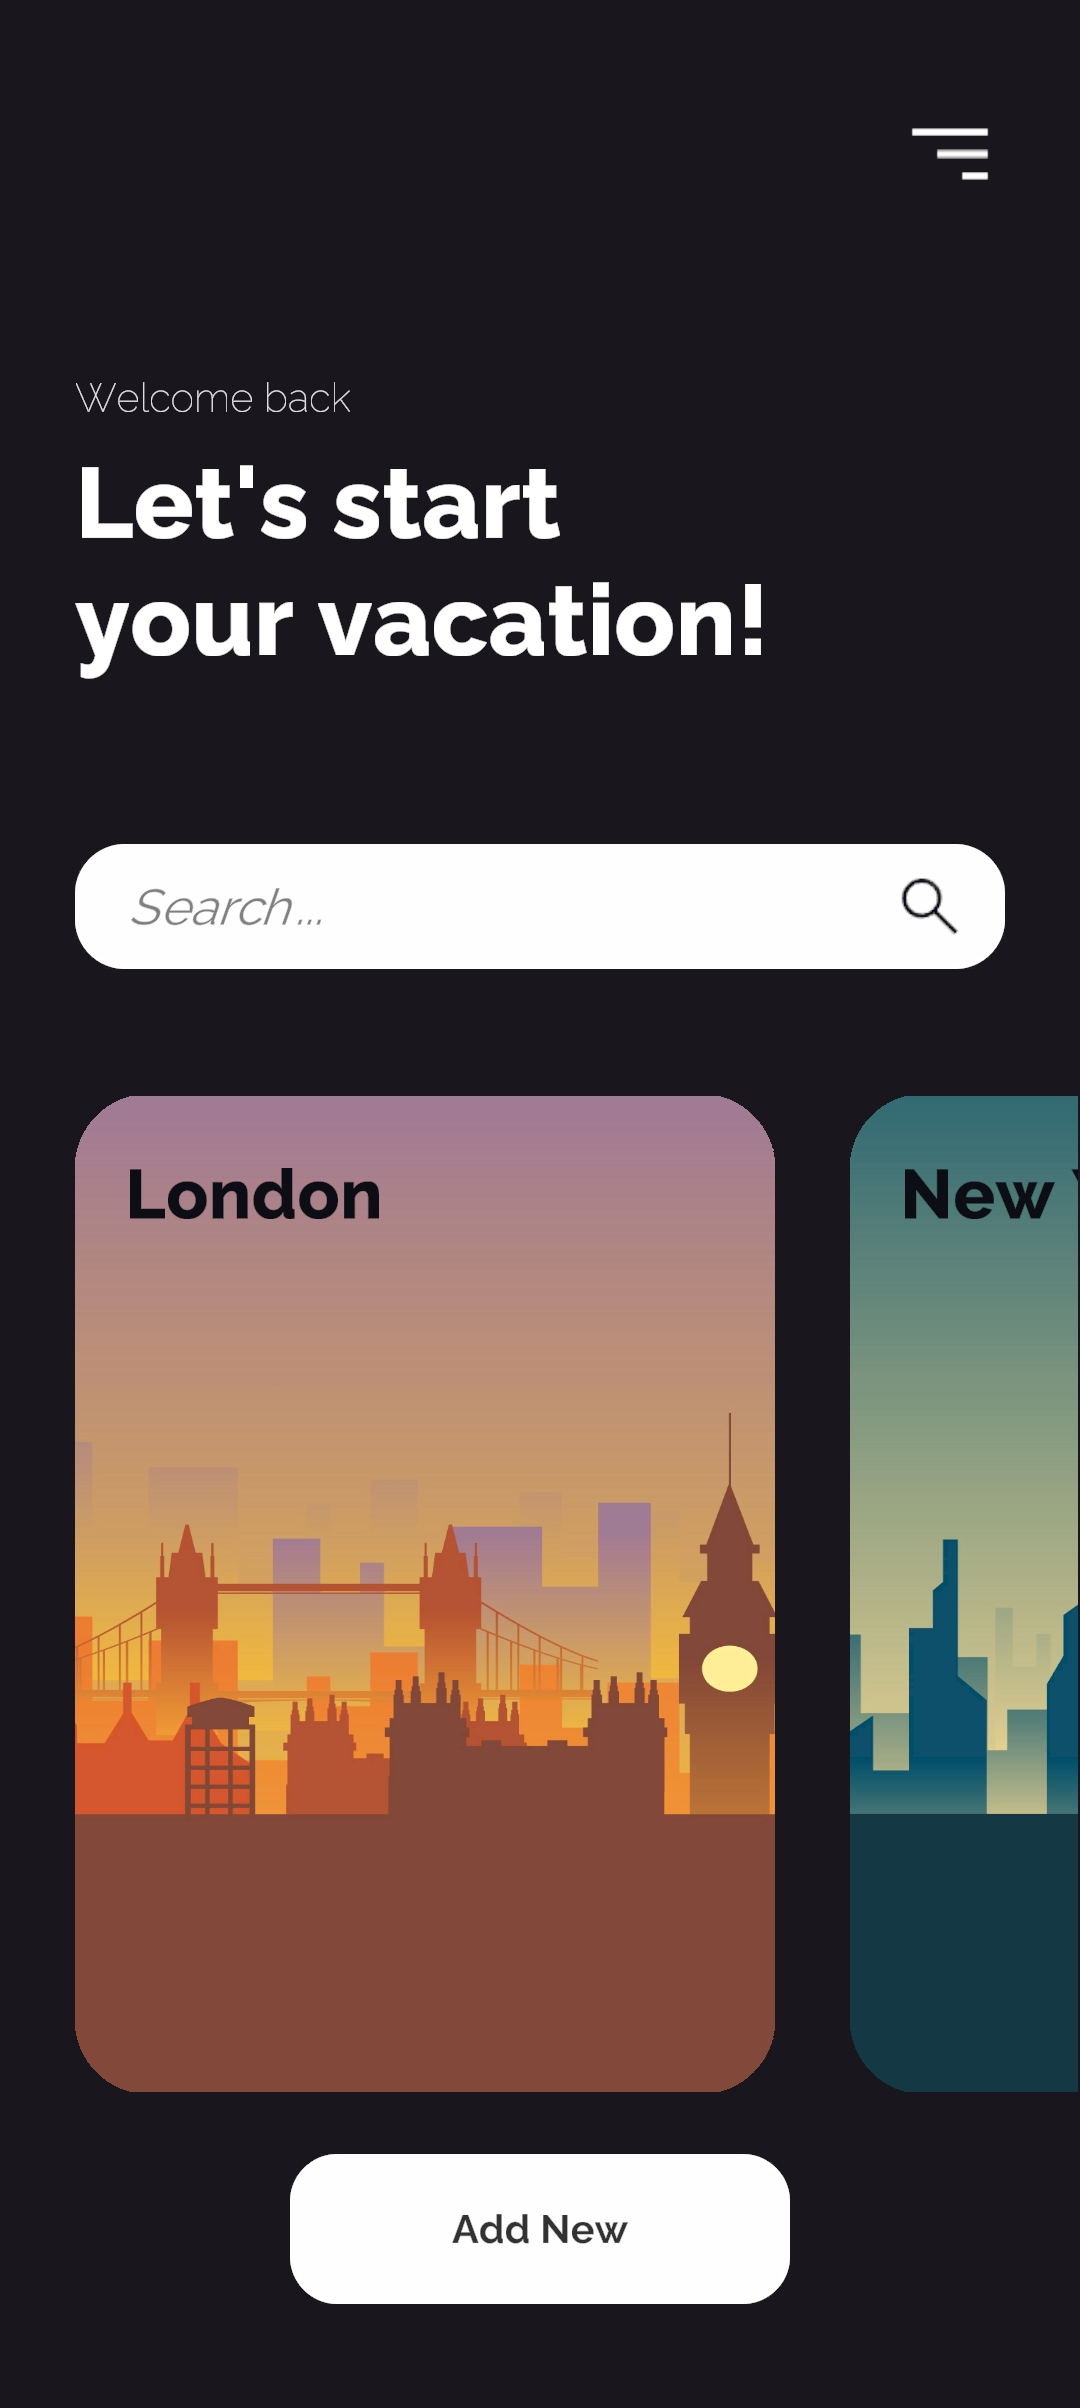 Welcome back
Let's start
your vacation!
Search...
London
New
Add New